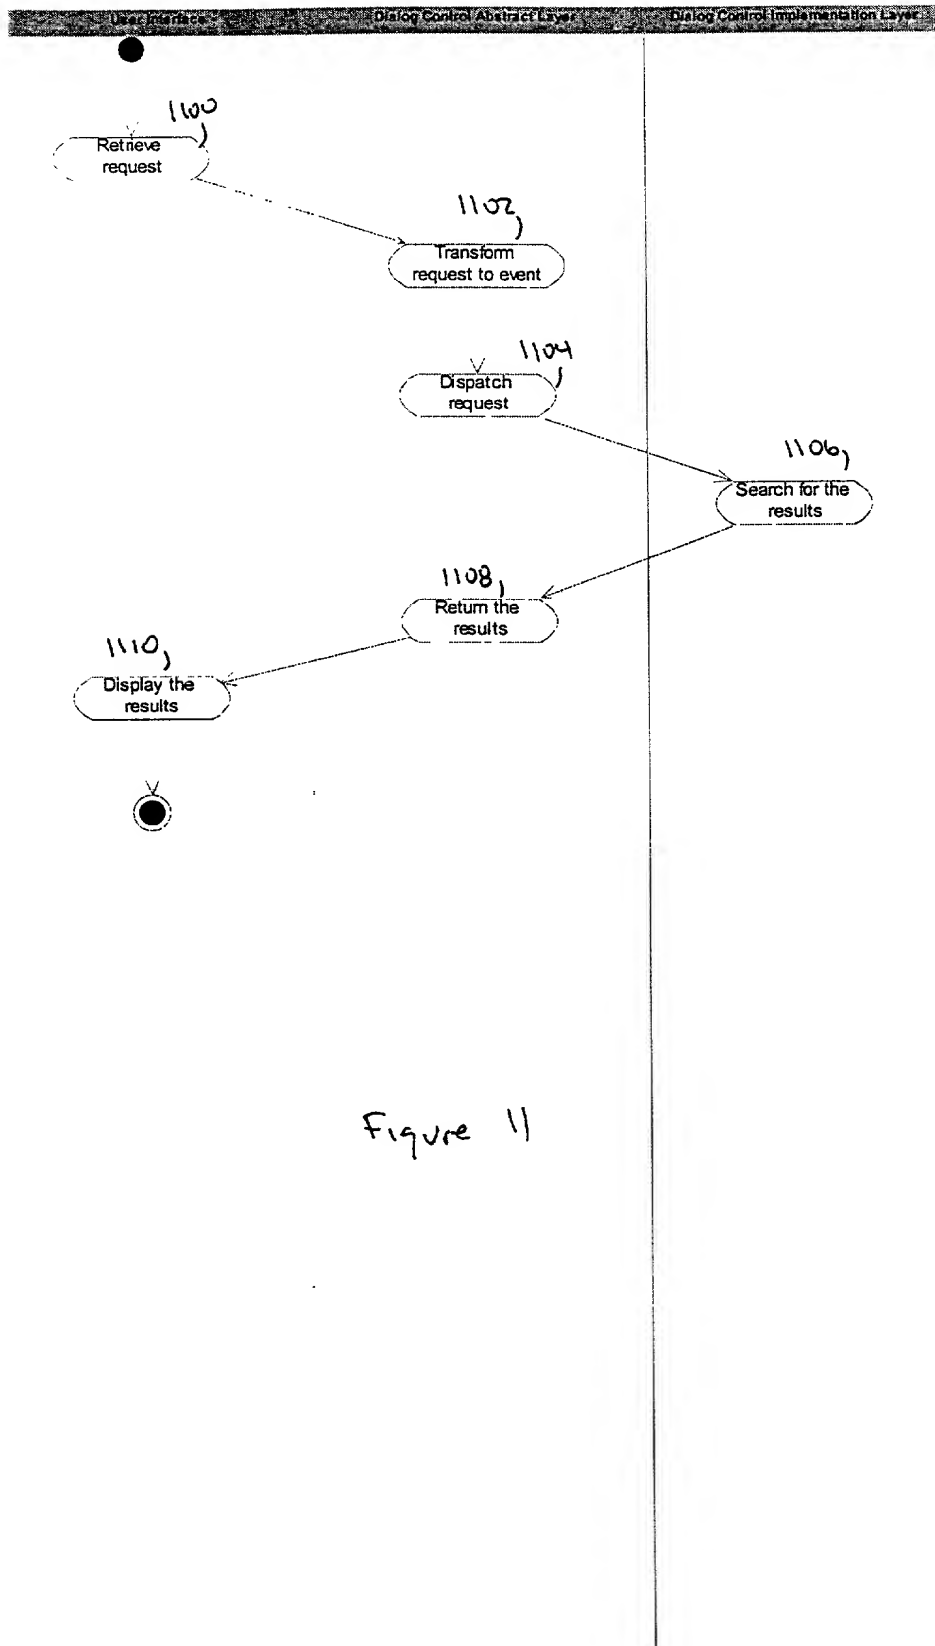 User Interface
Dialog Control Abstract Layer
Dialog Control Implementation Layer
1100
Retrieve
request
1102
Transform
request to event
1104
Dispatch
request
1106
Search for the
results
1108
Return the
results
1110
Display the
results
Figure 11